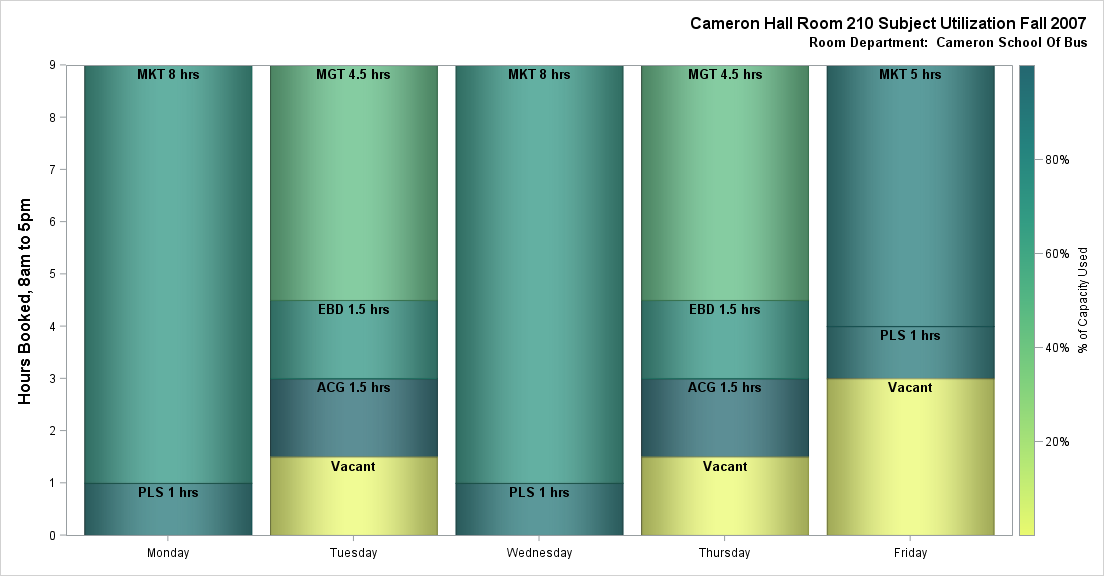 Cameron Hall Room 210 Subject Utilization Fall 2007
Room Department:  Cameron School Of Bus
Hours Booked, 8am to 5pm
9
8
7
6
5
4
3
2
1
0
MKT 8 hrs
PLS 1 hrs
MGT 4.5 hrs
EBD 1.5 hrs
ACG 1.5 hrs
Vacant
MKT 8 hrs
PLS 1 hrs
MGT 4.5 hrs
EBD 1.5 hrs
ACG 1.5 hrs
Vacant
MKT 5 hrs
PLS 1 hrs
Vacant
Monday
Tuesday
Wednesday
Thursday
Friday
80%
60%
40%
20%
% of Capacity Used